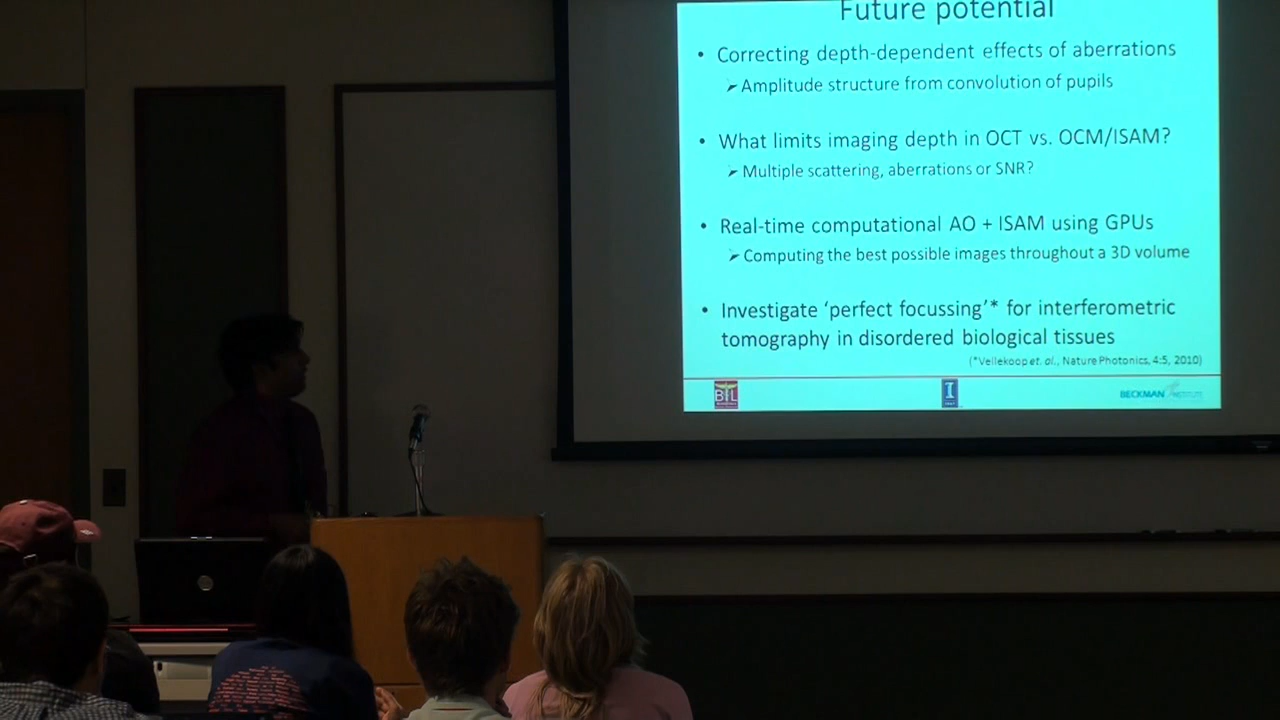 Future potential
• Correcting depth-dependent effects of aberrations
➢ Amplitude structure from convolution of pupils
• What limits imaging depth in OCT vs. OCM/ISAM?
➢ Multiple scattering, aberrations or SNR?
• Real-time computational AO + ISAM using GPUs
➢ Computing the best possible images throughout a 3D volume
• Investigate ‘perfect focussing’* for interferometric
tomography in disordered biological tissues
(*Vellekoop et. al., Nature Photonics, 4:5, 2010)
BIL
I
BECKMAN INSTITUTE